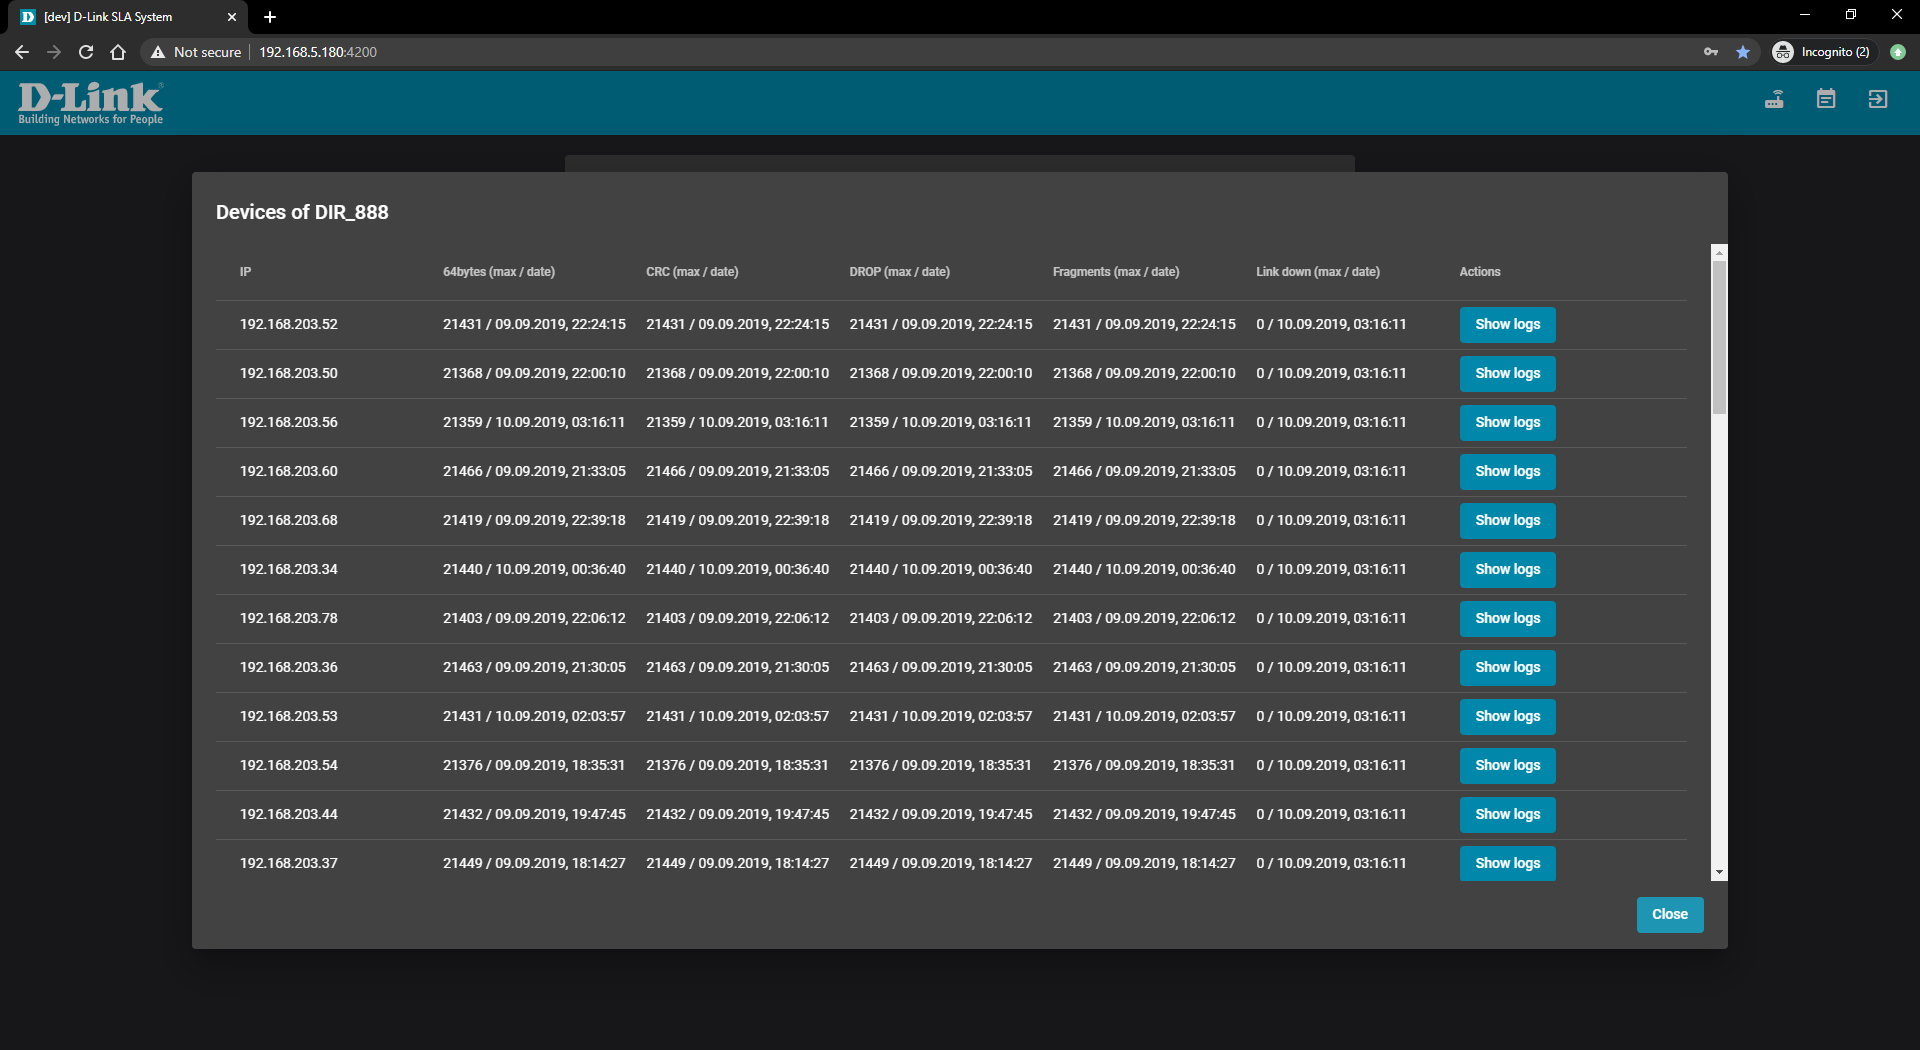 [dev] D-Link SLA System
Not secure 192.168.5.180:4200 Incognito (2)
D-Link®
Building Networks for People
Devices of DIR_888
IP 64bytes (max / date) CRC (max / date) DROP (max / date) Fragments (max / date) Link down (max / date) Actions
192.168.203.52 21431 / 09.09.2019, 22:24:15 21431 / 09.09.2019, 22:24:15 21431 / 09.09.2019, 22:24:15 21431 / 09.09.2019, 22:24:15 0 / 10.09.2019, 03:16:11 Show logs
192.168.203.50 21368 / 09.09.2019, 22:00:10 21368 / 09.09.2019, 22:00:10 21368 / 09.09.2019, 22:00:10 21368 / 09.09.2019, 22:00:10 0 / 10.09.2019, 03:16:11 Show logs
192.168.203.56 21359 / 10.09.2019, 03:16:11 21359 / 10.09.2019, 03:16:11 21359 / 10.09.2019, 03:16:11 21359 / 10.09.2019, 03:16:11 0 / 10.09.2019, 03:16:11 Show logs
192.168.203.60 21466 / 09.09.2019, 21:33:05 21466 / 09.09.2019, 21:33:05 21466 / 09.09.2019, 21:33:05 21466 / 09.09.2019, 21:33:05 0 / 10.09.2019, 03:16:11 Show logs
192.168.203.68 21419 / 09.09.2019, 22:39:18 21419 / 09.09.2019, 22:39:18 21419 / 09.09.2019, 22:39:18 21419 / 09.09.2019, 22:39:18 0 / 10.09.2019, 03:16:11 Show logs
192.168.203.34 21440 / 10.09.2019, 00:36:40 21440 / 10.09.2019, 00:36:40 21440 / 10.09.2019, 00:36:40 21440 / 10.09.2019, 00:36:40 0 / 10.09.2019, 03:16:11 Show logs
192.168.203.78 21403 / 09.09.2019, 22:06:12 21403 / 09.09.2019, 22:06:12 21403 / 09.09.2019, 22:06:12 21403 / 09.09.2019, 22:06:12 0 / 10.09.2019, 03:16:11 Show logs
192.168.203.36 21463 / 09.09.2019, 21:30:05 21463 / 09.09.2019, 21:30:05 21463 / 09.09.2019, 21:30:05 21463 / 09.09.2019, 21:30:05 0 / 10.09.2019, 03:16:11 Show logs
192.168.203.53 21431 / 10.09.2019, 02:03:57 21431 / 10.09.2019, 02:03:57 21431 / 10.09.2019, 02:03:57 21431 / 10.09.2019, 02:03:57 0 / 10.09.2019, 03:16:11 Show logs
192.168.203.54 21376 / 09.09.2019, 18:35:31 21376 / 09.09.2019, 18:35:31 21376 / 09.09.2019, 18:35:31 21376 / 09.09.2019, 18:35:31 0 / 10.09.2019, 03:16:11 Show logs
192.168.203.44 21432 / 09.09.2019, 19:47:45 21432 / 09.09.2019, 19:47:45 21432 / 09.09.2019, 19:47:45 21432 / 09.09.2019, 19:47:45 0 / 10.09.2019, 03:16:11 Show logs
192.168.203.37 21449 / 09.09.2019, 18:14:27 21449 / 09.09.2019, 18:14:27 21449 / 09.09.2019, 18:14:27 21449 / 09.09.2019, 18:14:27 0 / 10.09.2019, 03:16:11 Show logs
Close